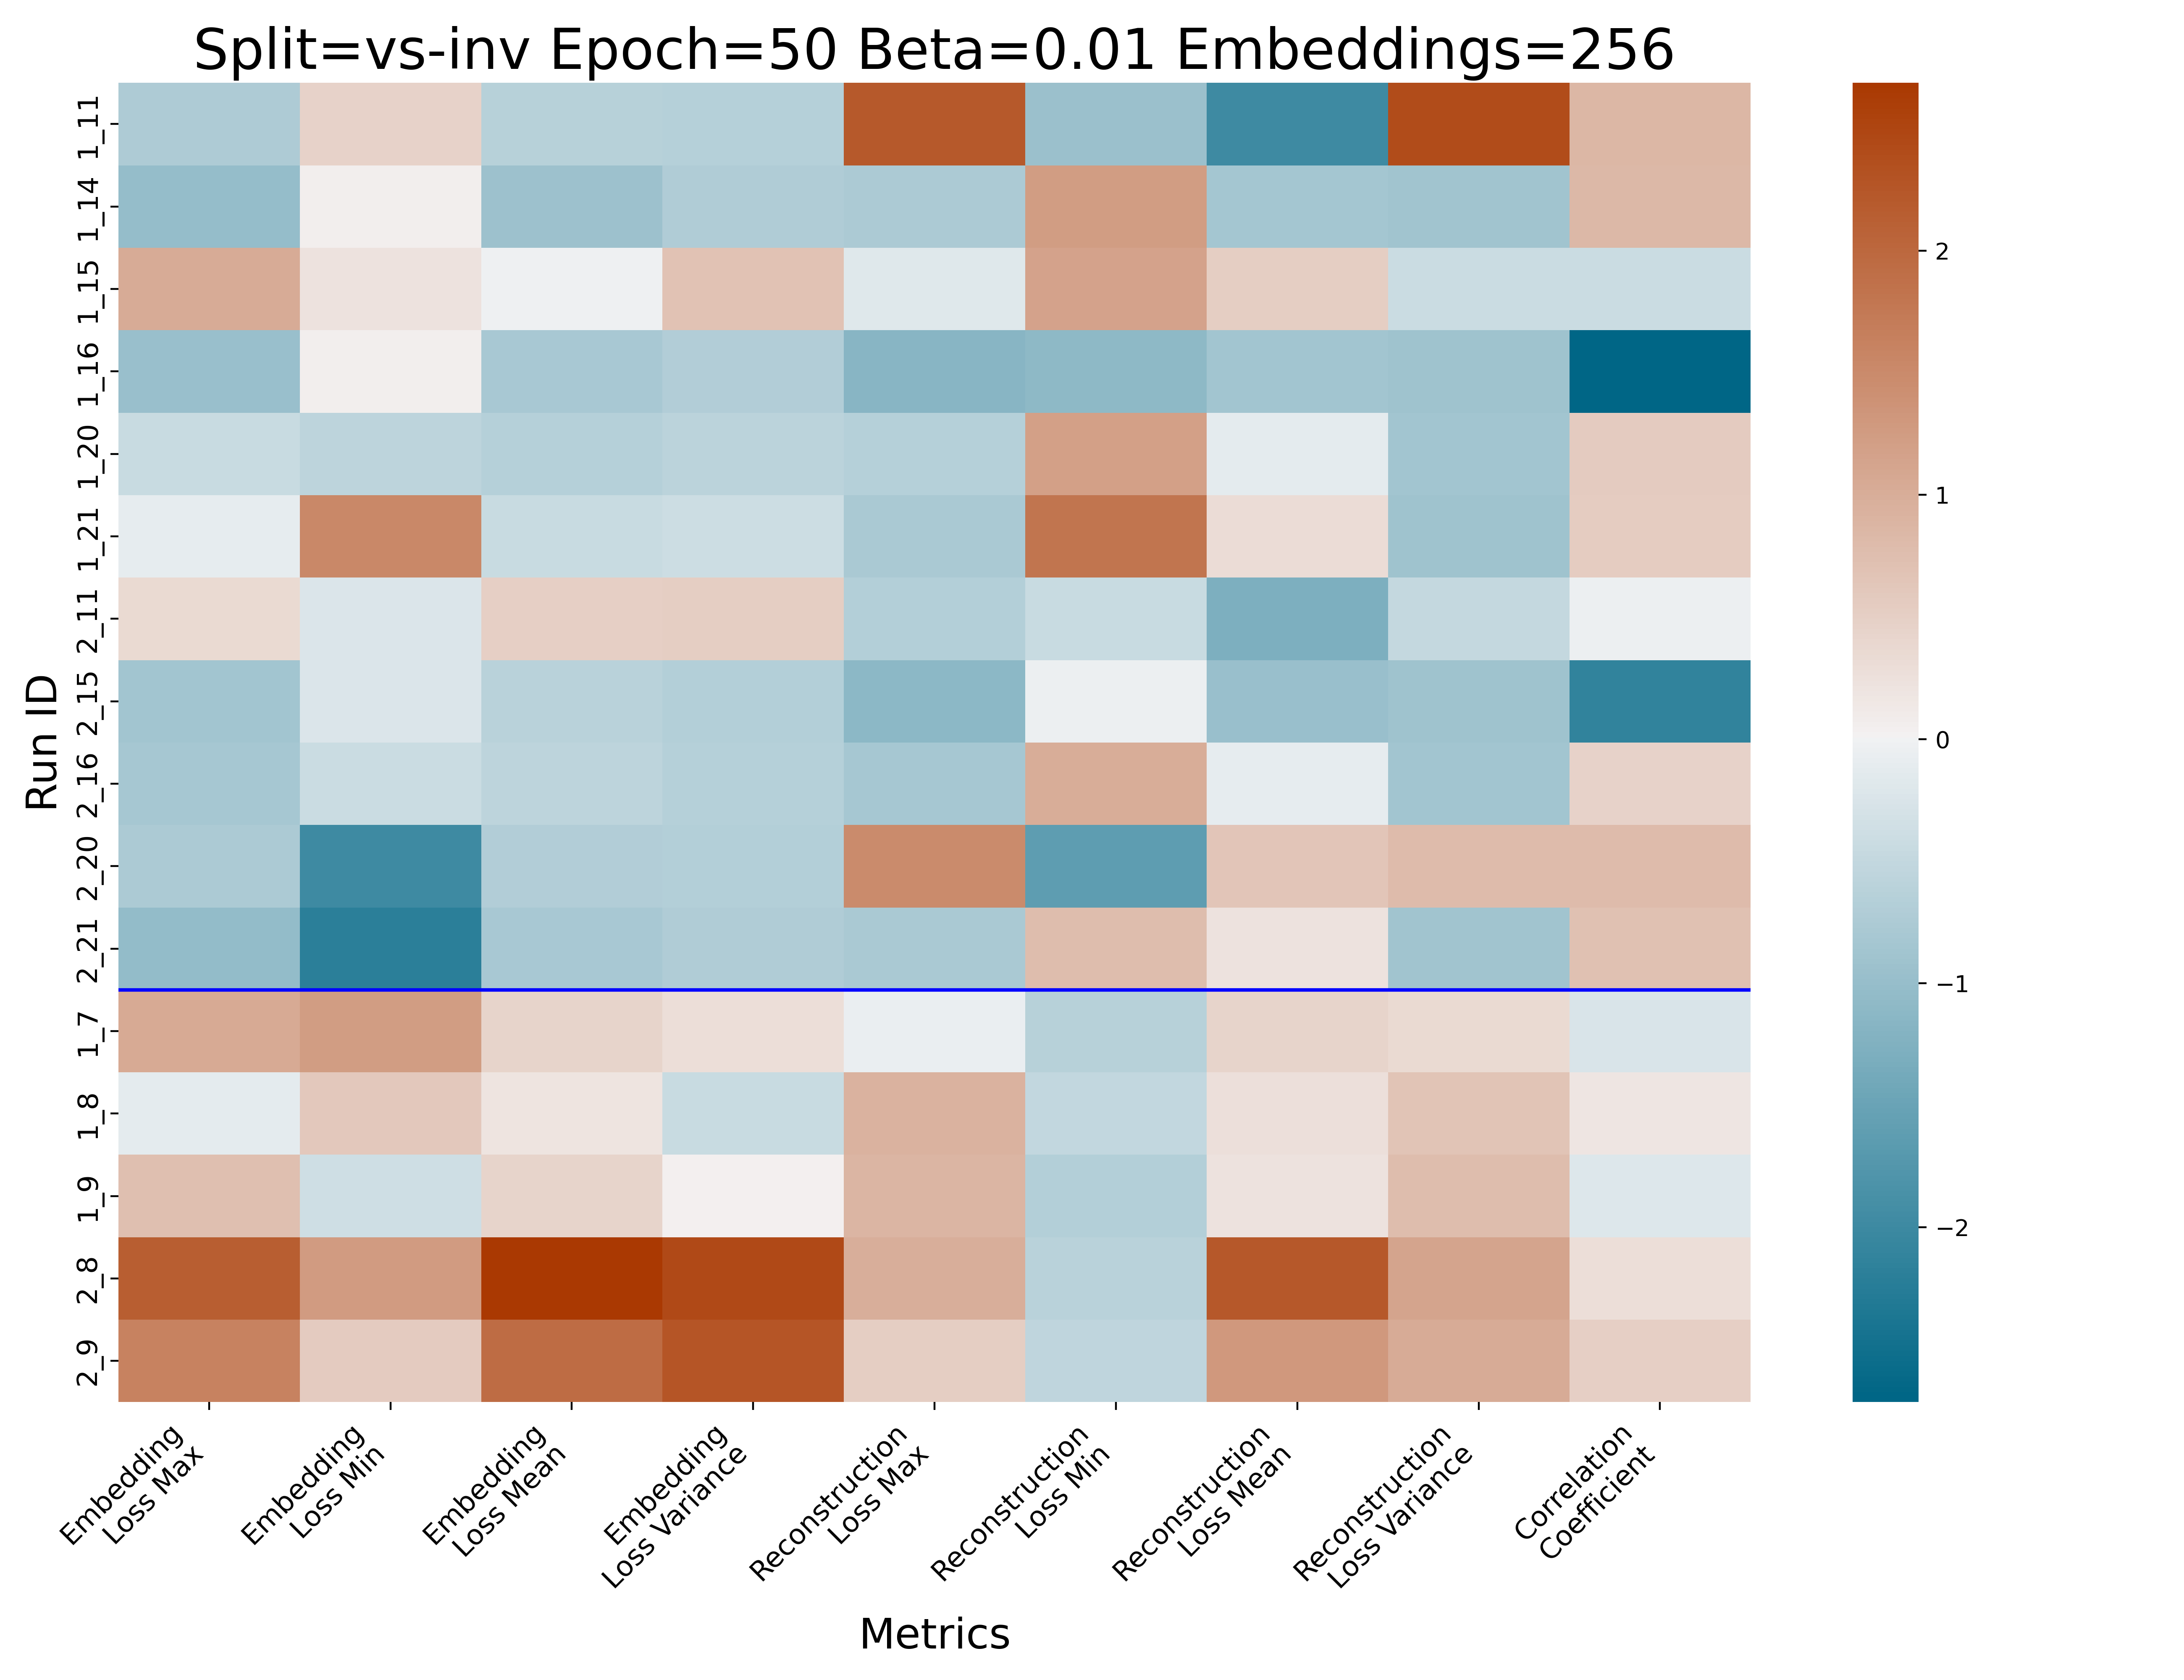 Split=vs-inv Epoch=50 Beta=0.01 Embeddings=256
Run ID
1_11
1_14
1_15
1_16
1_20
1_21
2_11
2_15
2_16
2_20
2_21
1_7
1_8
1_9
2_8
2_9
Embedding
Loss Max
Embedding
Loss Min
Embedding
Loss Mean
Embedding
Loss Variance
Reconstruction
Loss Max
Reconstruction
Loss Min
Reconstruction
Loss Mean
Reconstruction
Loss Variance
Correlation
Coefficient
Metrics
2
1
0
−1
−2